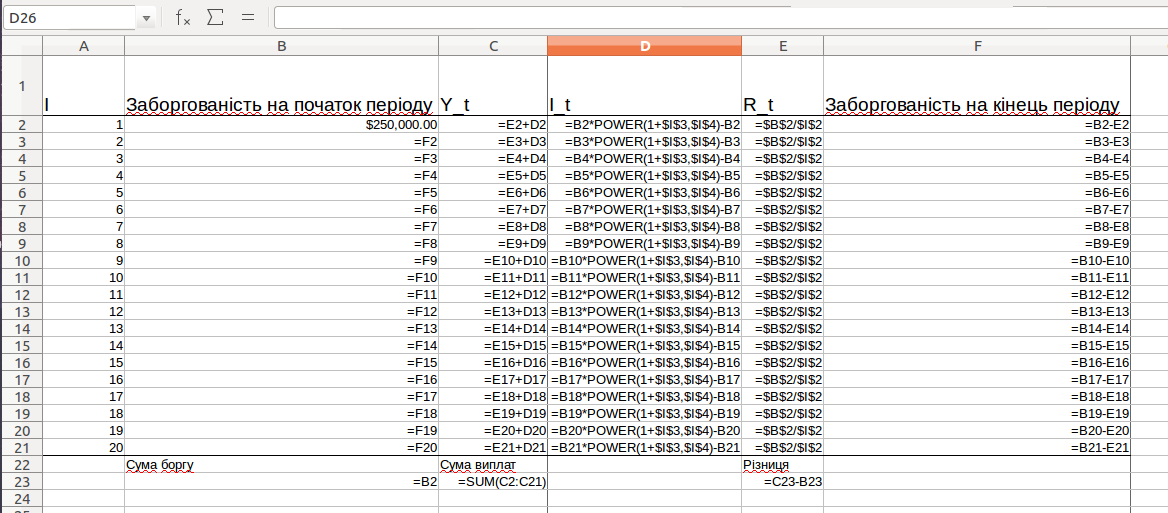 D26 fx Σ =
A B C D E F
1 I Заборгованість на початок періоду Y_t I_t R_t Заборгованість на кінець періоду
2 1 $250,000.00 =E2+D2 =B2*POWER(1+$I$3,$I$4)-B2 =$B$2/$I$2 =B2-E2
3 2 =F2 =E3+D3 =B3*POWER(1+$I$3,$I$4)-B3 =$B$2/$I$2 =B3-E3
4 3 =F3 =E4+D4 =B4*POWER(1+$I$3,$I$4)-B4 =$B$2/$I$2 =B4-E4
5 4 =F4 =E5+D5 =B5*POWER(1+$I$3,$I$4)-B5 =$B$2/$I$2 =B5-E5
6 5 =F5 =E6+D6 =B6*POWER(1+$I$3,$I$4)-B6 =$B$2/$I$2 =B6-E6
7 6 =F6 =E7+D7 =B7*POWER(1+$I$3,$I$4)-B7 =$B$2/$I$2 =B7-E7
8 7 =F7 =E8+D8 =B8*POWER(1+$I$3,$I$4)-B8 =$B$2/$I$2 =B8-E8
9 8 =F8 =E9+D9 =B9*POWER(1+$I$3,$I$4)-B9 =$B$2/$I$2 =B9-E9
10 9 =F9 =E10+D10 =B10*POWER(1+$I$3,$I$4)-B10 =$B$2/$I$2 =B10-E10
11 10 =F10 =E11+D11 =B11*POWER(1+$I$3,$I$4)-B11 =$B$2/$I$2 =B11-E11
12 11 =F11 =E12+D12 =B12*POWER(1+$I$3,$I$4)-B12 =$B$2/$I$2 =B12-E12
13 12 =F12 =E13+D13 =B13*POWER(1+$I$3,$I$4)-B13 =$B$2/$I$2 =B13-E13
14 13 =F13 =E14+D14 =B14*POWER(1+$I$3,$I$4)-B14 =$B$2/$I$2 =B14-E14
15 14 =F14 =E15+D15 =B15*POWER(1+$I$3,$I$4)-B15 =$B$2/$I$2 =B15-E15
16 15 =F15 =E16+D16 =B16*POWER(1+$I$3,$I$4)-B16 =$B$2/$I$2 =B16-E16
17 16 =F16 =E17+D17 =B17*POWER(1+$I$3,$I$4)-B17 =$B$2/$I$2 =B17-E17
18 17 =F17 =E18+D18 =B18*POWER(1+$I$3,$I$4)-B18 =$B$2/$I$2 =B18-E18
19 18 =F18 =E19+D19 =B19*POWER(1+$I$3,$I$4)-B19 =$B$2/$I$2 =B19-E19
20 19 =F19 =E20+D20 =B20*POWER(1+$I$3,$I$4)-B20 =$B$2/$I$2 =B20-E20
21 20 =F20 =E21+D21 =B21*POWER(1+$I$3,$I$4)-B21 =$B$2/$I$2 =B21-E21
22 Сума боргу Сума виплат Різниця
23 =B2 =SUM(C2:C21) =C23-B23
24